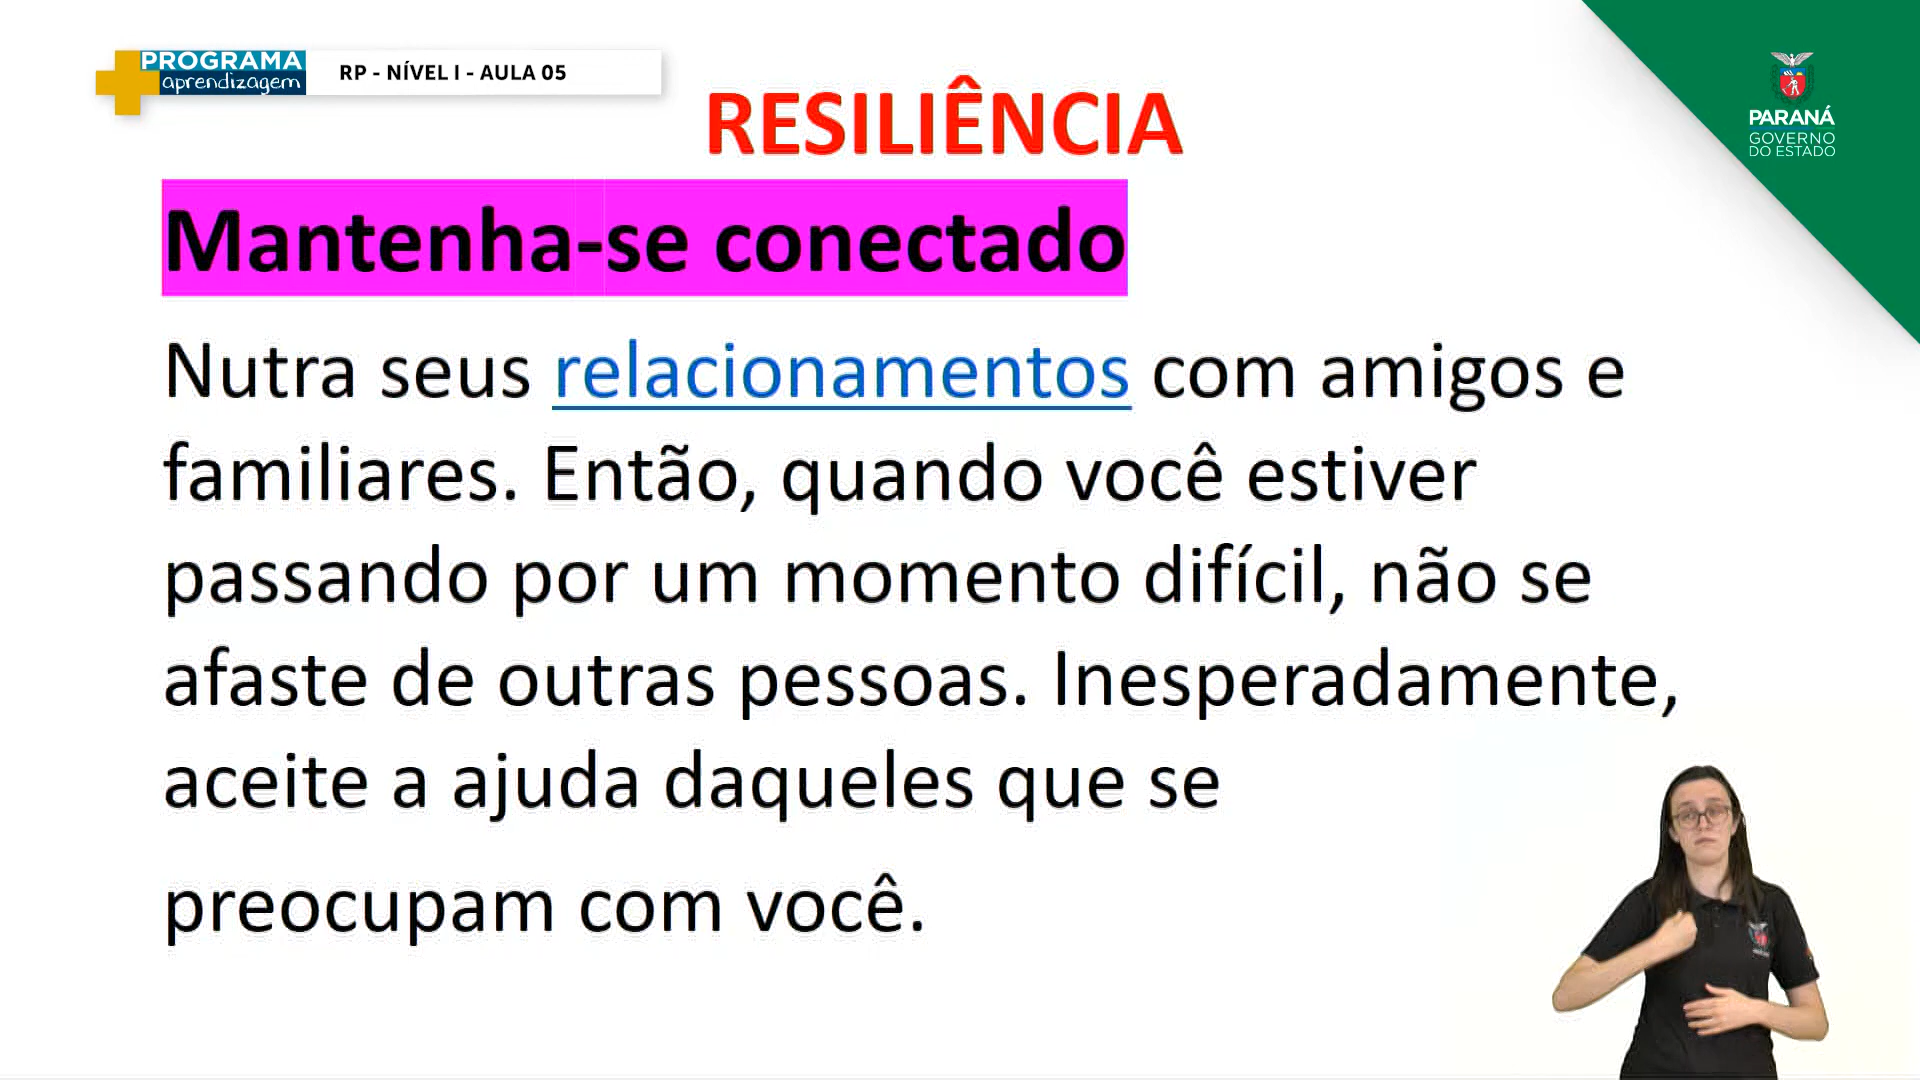 PROGRAMA
aprendizagem
RP - NÍVEL I - AULA 05
PARANÁ
GOVERNO
DO ESTADO
RESILIÊNCIA
Mantenha-se conectado
Nutra seus relacionamentos com amigos e
familiares. Então, quando você estiver
passando por um momento difícil, não se
afaste de outras pessoas. Inesperadamente,
aceite a ajuda daqueles que se
preocupam com você.